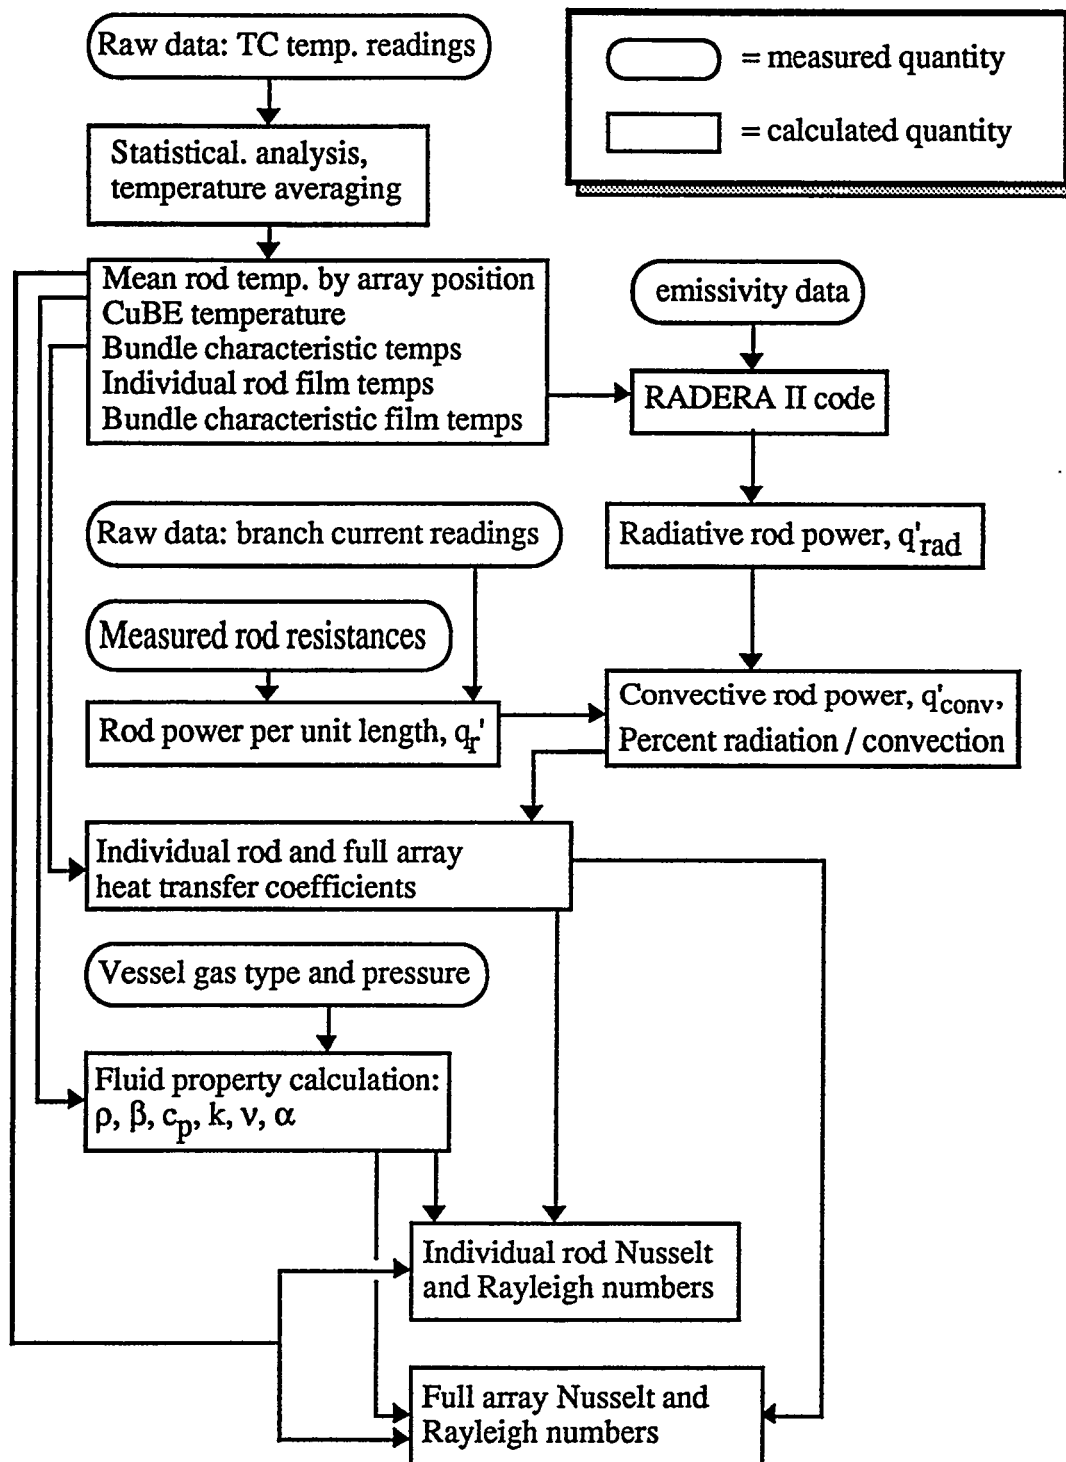 Raw data: TC temp. readings
= measured quantity
= calculated quantity
Statistical. analysis,
temperature averaging
Mean rod temp. by array position
CuBE temperature
Bundle characteristic temps
Individual rod film temps
Bundle characteristic film temps
emissivity data
RADERA II code
Radiative rod power, q'rad
Raw data: branch current readings
Measured rod resistances
Rod power per unit length, qr'
Convective rod power, q'conv,
Percent radiation / convection
Individual rod and full array
heat transfer coefficients
Vessel gas type and pressure
Fluid property calculation:
ρ, β, cp, k, ν, α
Individual rod Nusselt
and Rayleigh numbers
Full array Nusselt and
Rayleigh numbers